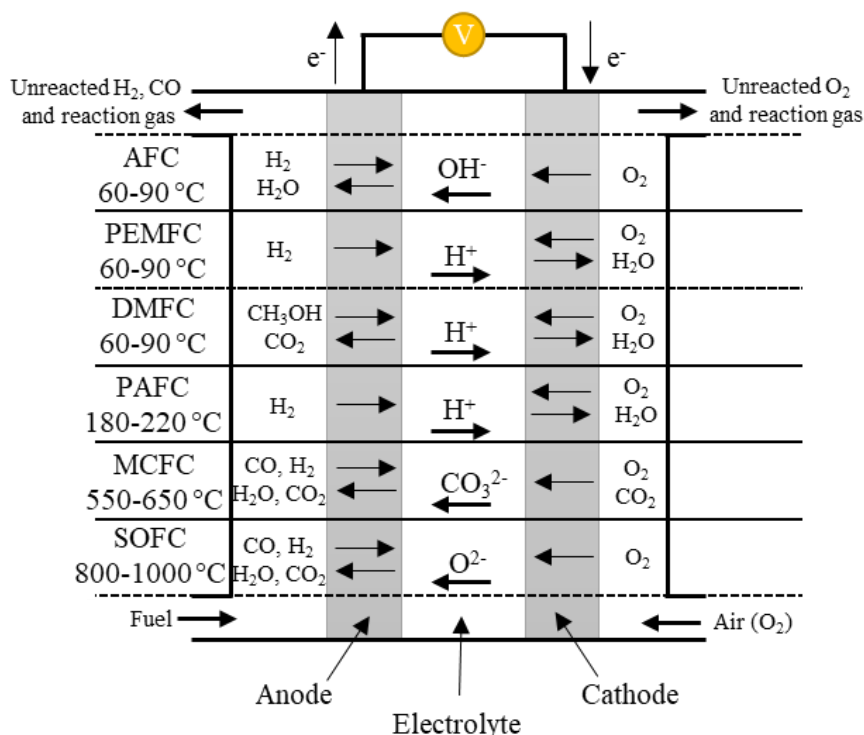 V
e⁻
e⁻
Unreacted H₂, CO
and reaction gas
Unreacted O₂
and reaction gas
AFC
60-90 °C
H₂
H₂O
OH⁻
O₂
PEMFC
60-90 °C
H₂
H⁺
O₂
H₂O
DMFC
60-90 °C
CH₃OH
CO₂
H⁺
O₂
H₂O
PAFC
180-220 °C
H₂
H⁺
O₂
H₂O
MCFC
550-650 °C
CO, H₂
H₂O, CO₂
CO₃²⁻
O₂
CO₂
SOFC
800-1000 °C
CO, H₂
H₂O, CO₂
O²⁻
O₂
Fuel
Air (O₂)
Anode
Electrolyte
Cathode